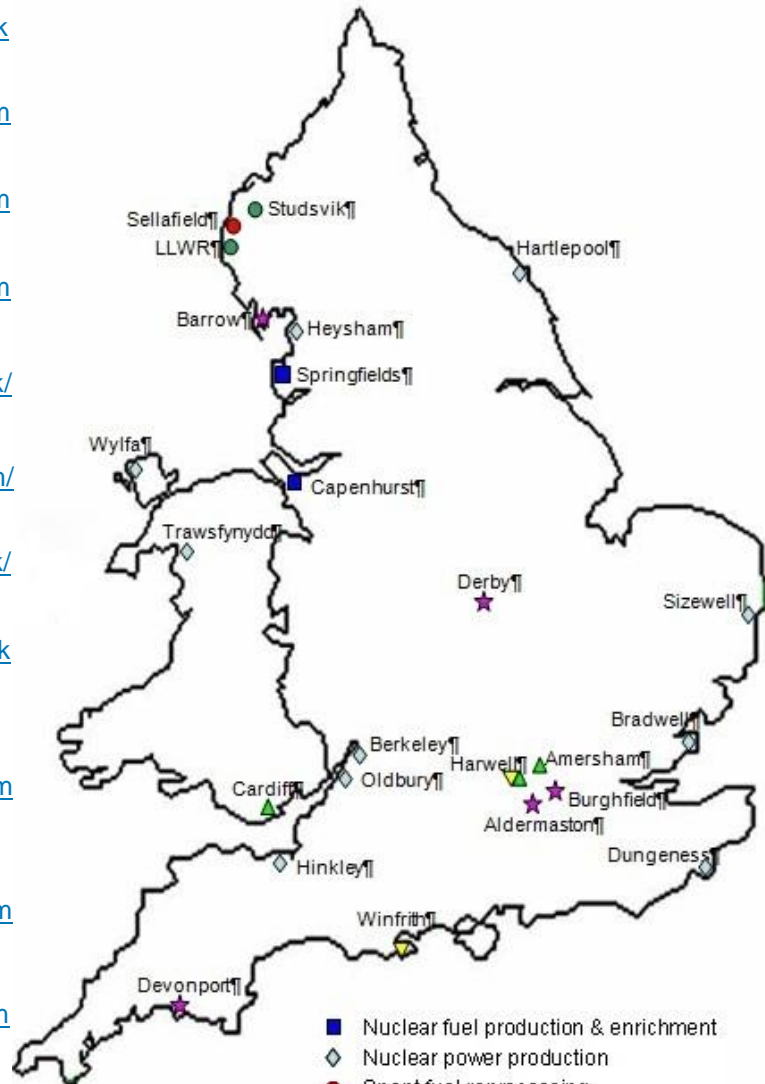 k
m
m
m
k/
n/
k/
k
m
m
n
Studsvik¶
Sellafield¶
LLWR¶
Hartlepool¶
Barrow¶
Heysham¶
Springfields¶
Wylfa¶
Capenhurst¶
Trawsfynydd¶
Derby¶
Sizewell¶
Bradwell¶
Berkeley¶
Harwell¶
Amersham¶
Oldbury¶
Cardiff¶
Burghfield¶
Aldermaston¶
Dungeness¶
Hinkley¶
Winfrith¶
Devonport¶
Nuclear fuel production & enrichment
Nuclear power production